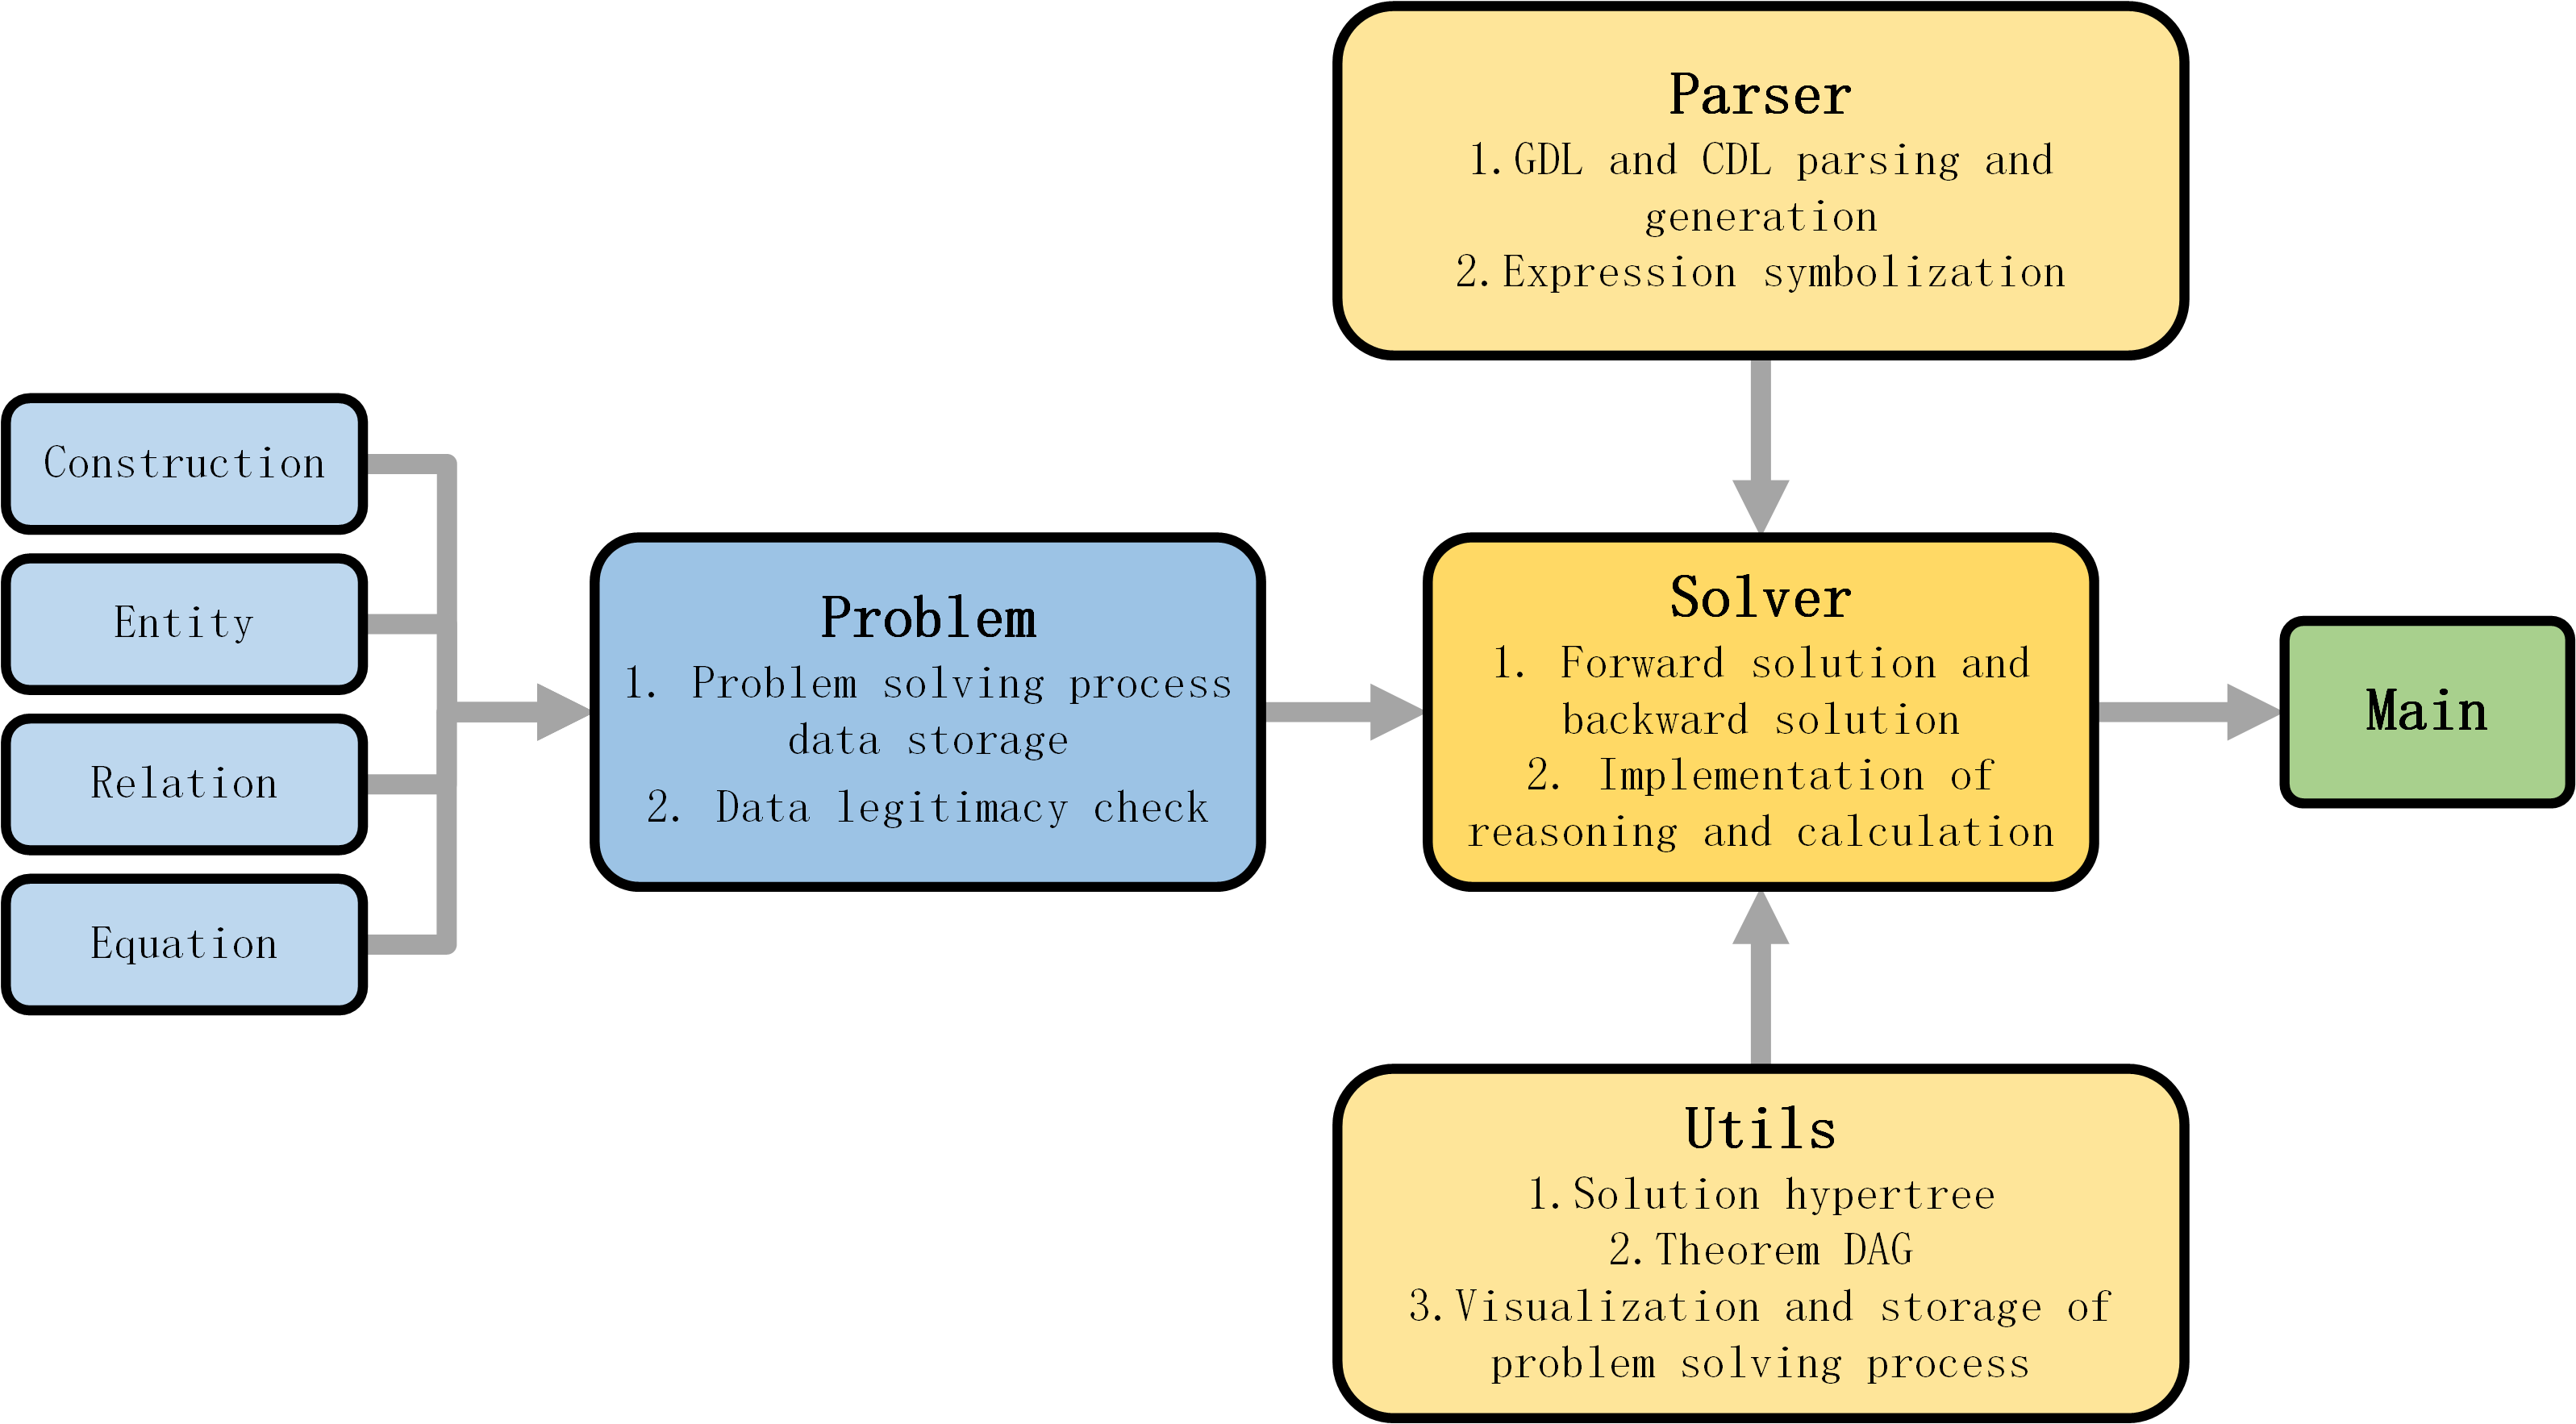 Parser
1.GDL and CDL parsing and
generation
2.Expression symbolization
Construction
Entity
Relation
Equation
Problem
1. Problem solving process
data storage
2. Data legitimacy check
Solver
1. Forward solution and
backward solution
2. Implementation of
reasoning and calculation
Main
Utils
1.Solution hypertree
2.Theorem DAG
3.Visualization and storage of
problem solving process